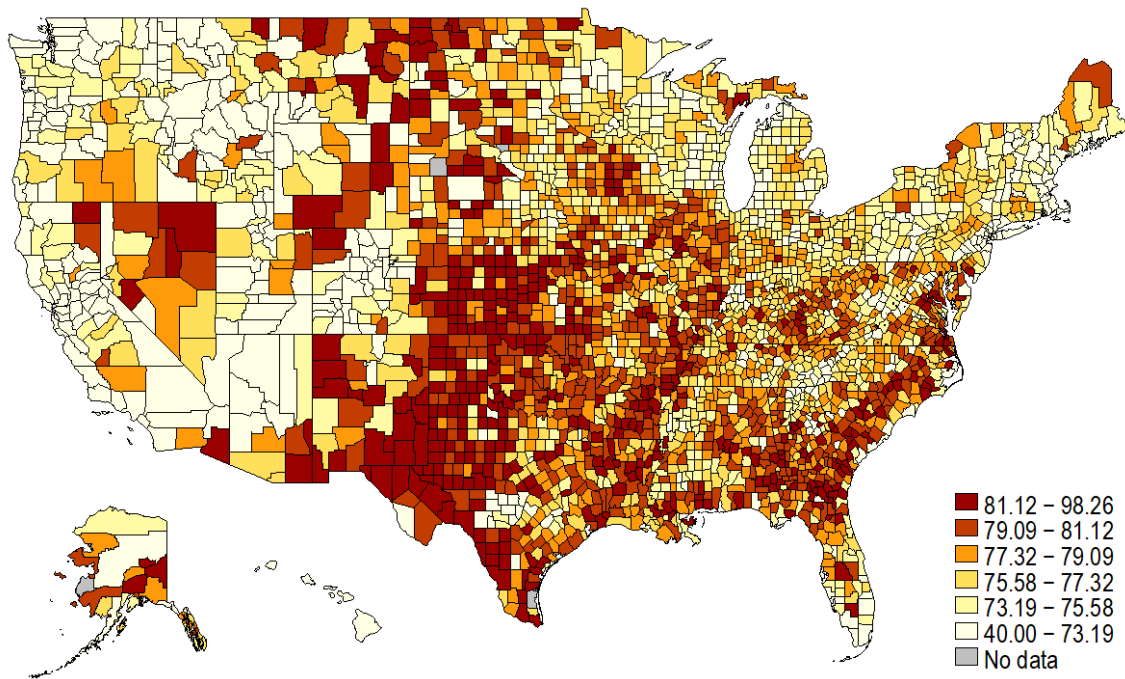 81.12 − 98.26
79.09 − 81.12
77.32 − 79.09
75.58 − 77.32
73.19 − 75.58
40.00 − 73.19
No data